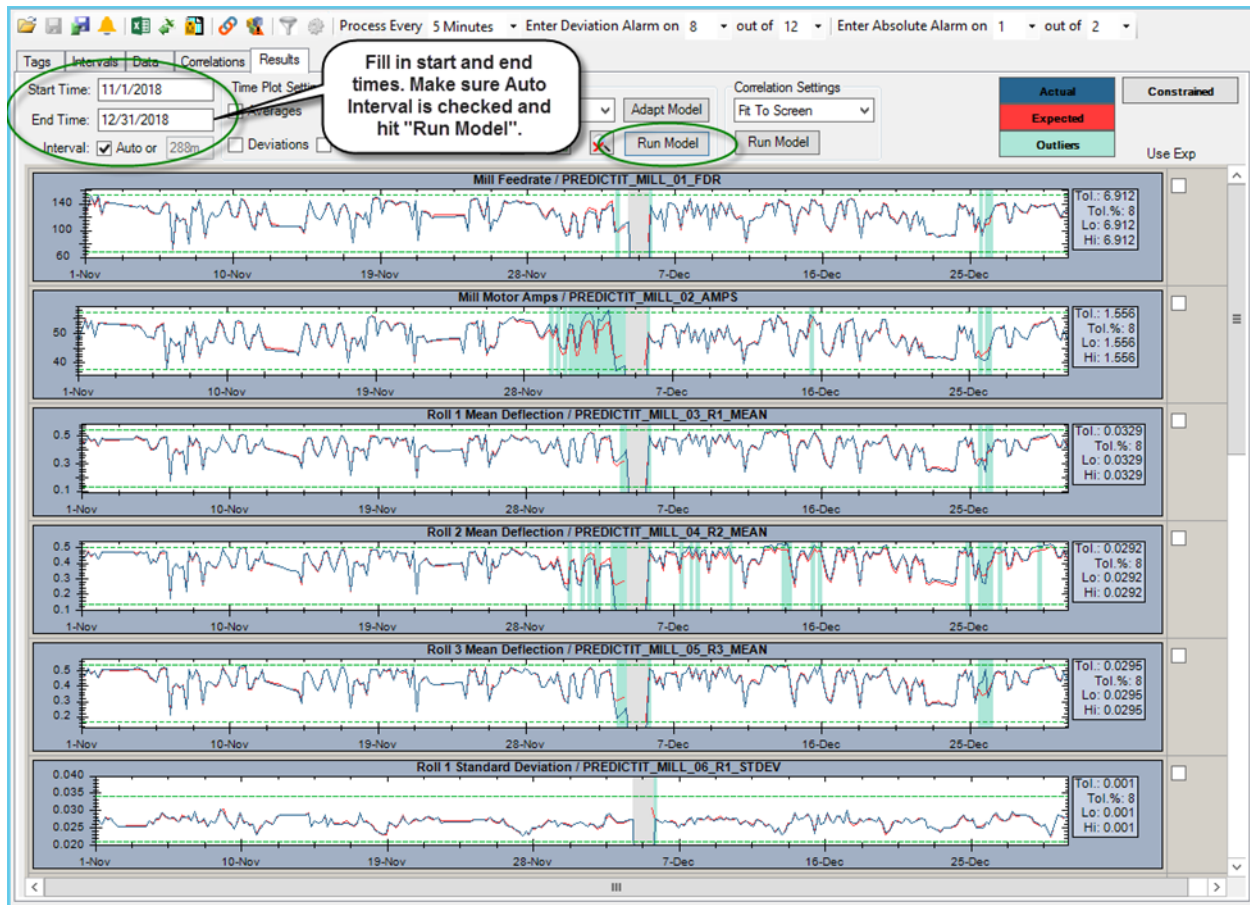 Process Every 5 Minutes Enter Deviation Alarm on 8 out of 12 Enter Absolute Alarm on 1 out of 2
Tags Intervals Data Correlations Results
Fill in start and end
times. Make sure Auto
Interval is checked and
hit "Run Model".
Start Time: 11/1/2018
End Time: 12/31/2018
Interval: Auto or 288m
Time Plot Setti
Averages
Deviations
Adapt Model
Run Model
Correlation Settings
Fit To Screen
Run Model
Actual
Expected
Outliers
Constrained
Use Exp
Mill Feedrate / PREDICTIT_MILL_01_FDR
140
100
60
1-Nov 10-Nov 19-Nov 28-Nov 7-Dec 16-Dec 25-Dec
Tol.: 6.912
Tol.%: 8
Lo: 6.912
Hi: 6.912
Mill Motor Amps / PREDICTIT_MILL_02_AMPS
50
40
1-Nov 10-Nov 19-Nov 28-Nov 7-Dec 16-Dec 25-Dec
Tol.: 1.556
Tol.%: 8
Lo: 1.556
Hi: 1.556
Roll 1 Mean Deflection / PREDICTIT_MILL_03_R1_MEAN
0.5
0.3
0.1
1-Nov 10-Nov 19-Nov 28-Nov 7-Dec 16-Dec 25-Dec
Tol.: 0.0329
Tol.%: 8
Lo: 0.0329
Hi: 0.0329
Roll 2 Mean Deflection / PREDICTIT_MILL_04_R2_MEAN
0.5
0.4
0.3
0.2
0.1
1-Nov 10-Nov 19-Nov 28-Nov 7-Dec 16-Dec 25-Dec
Tol.: 0.0292
Tol.%: 8
Lo: 0.0292
Hi: 0.0292
Roll 3 Mean Deflection / PREDICTIT_MILL_05_R3_MEAN
0.5
0.4
0.3
0.2
1-Nov 10-Nov 19-Nov 28-Nov 7-Dec 16-Dec 25-Dec
Tol.: 0.0295
Tol.%: 8
Lo: 0.0295
Hi: 0.0295
Roll 1 Standard Deviation / PREDICTIT_MILL_06_R1_STDEV
0.040
0.035
0.030
0.025
0.020
1-Nov 10-Nov 19-Nov 28-Nov 7-Dec 16-Dec 25-Dec
Tol.: 0.001
Tol.%: 8
Lo: 0.001
Hi: 0.001